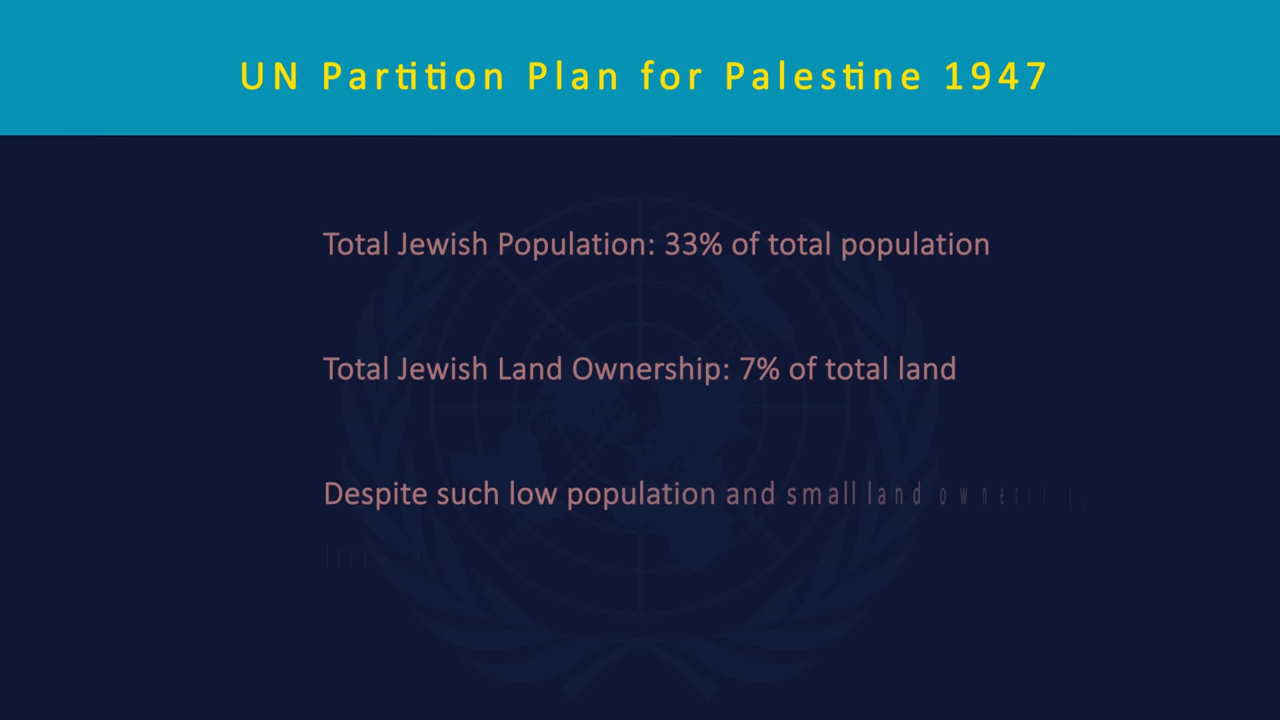 UN Partition Plan for Palestine 1947
Total Jewish Population: 33% of total population
Total Jewish Land Ownership: 7% of total land
Despite such low population and small land